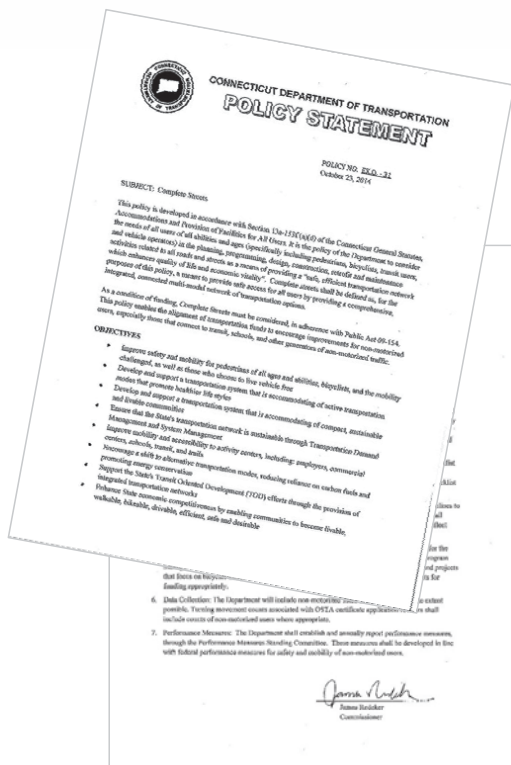 CONNECTICUT DEPARTMENT OF TRANSPORTATION
POLICY STATEMENT
POLICY NO. EX.O. - 31
October 23, 2014
SUBJECT: Complete Streets
This policy is developed in accordance with Section 13a-153f(a)(d) of the Connecticut General Statutes,
Accommodations and Provision of Facilities for All Users. It is the policy of the Department to consider
the needs of all users of all abilities and ages (specifically including pedestrians, bicyclists, transit users,
and vehicle operators) in the planning, programming, design, construction, retrofit and maintenance
activities related to all roads and streets as a means of providing a "safe, efficient transportation network
which enhances quality of life and economic vitality". Complete streets shall be defined as, for the
purposes of this policy, a means to provide safe access for all users by providing a comprehensive,
integrated, connected multi-modal network of transportation options.
As a condition of funding, Complete Streets must be considered, in adherence with Public Act 09-154.
This policy enables the alignment of transportation funds to encourage improvements for non-motorized
users, especially those that connect to transit, schools, and other generators of non-motorized traffic.
OBJECTIVES
• Improve safety and mobility for pedestrians of all ages and abilities, bicyclists, and the mobility
challenged, as well as those who choose to live vehicle free
• Develop and support a transportation system that is accommodating of active transportation
modes that promote healthier life styles
• Develop and support a transportation system that is accommodating of compact, sustainable
and livable communities
• Ensure that the State's transportation network is sustainable through Transportation Demand
Management and System Management
• Improve mobility and accessibility to activity centers, including: employers, commercial
centers, schools, transit, and trails
• Encourage a shift to alternative transportation modes, reducing reliance on carbon fuels and
promoting energy conservation
• Support the State's Transit Oriented Development (TOD) efforts through the provision of
integrated transportation networks
• Enhance State economic competitiveness by enabling communities to become livable,
walkable, bikeable, drivable, efficient, safe and desirable
for the
projects
that focus on bicycle
for
funding appropriately.
6. Data Collection: The Department will include non-motorized extent
possible. Turning movement counts associated with OSTA certificate shall
include counts of non-motorized users where appropriate.
7. Performance Measures: The Department shall establish and annually report performance measures,
through the Performance Measures Standing Committee. These measures shall be developed in line
with federal performance measures for safety and mobility of non-motorized users.
James Redeker
Commissioner